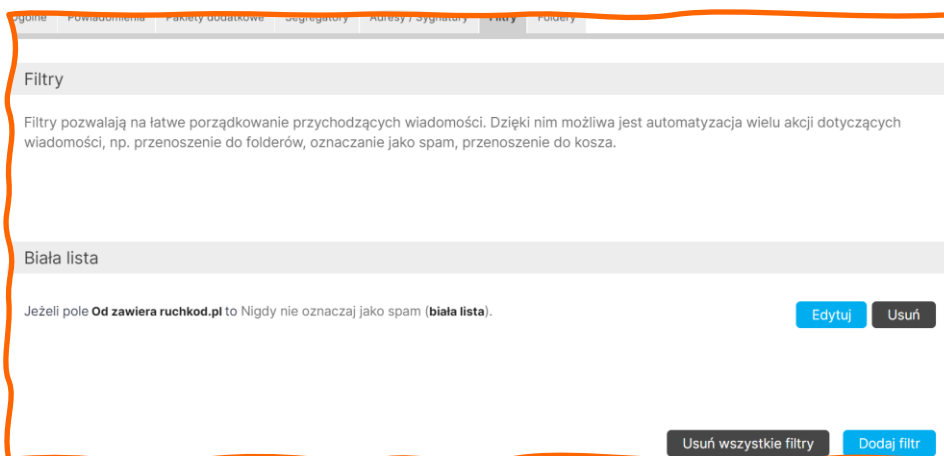 ogólne Powiadomienia Pakiety dodatkowe Segregatory Adresy / Sygnatury Filtry Foldery
Filtry
Filtry pozwalają na łatwe porządkowanie przychodzących wiadomości. Dzięki nim możliwa jest automatyzacja wielu akcji dotyczących
wiadomości, np. przenoszenie do folderów, oznaczanie jako spam, przenoszenie do kosza.
Biała lista
Jeżeli pole Od zawiera ruchkod.pl to Nigdy nie oznaczaj jako spam (biała lista).
Edytuj Usuń
Usuń wszystkie filtry Dodaj filtr